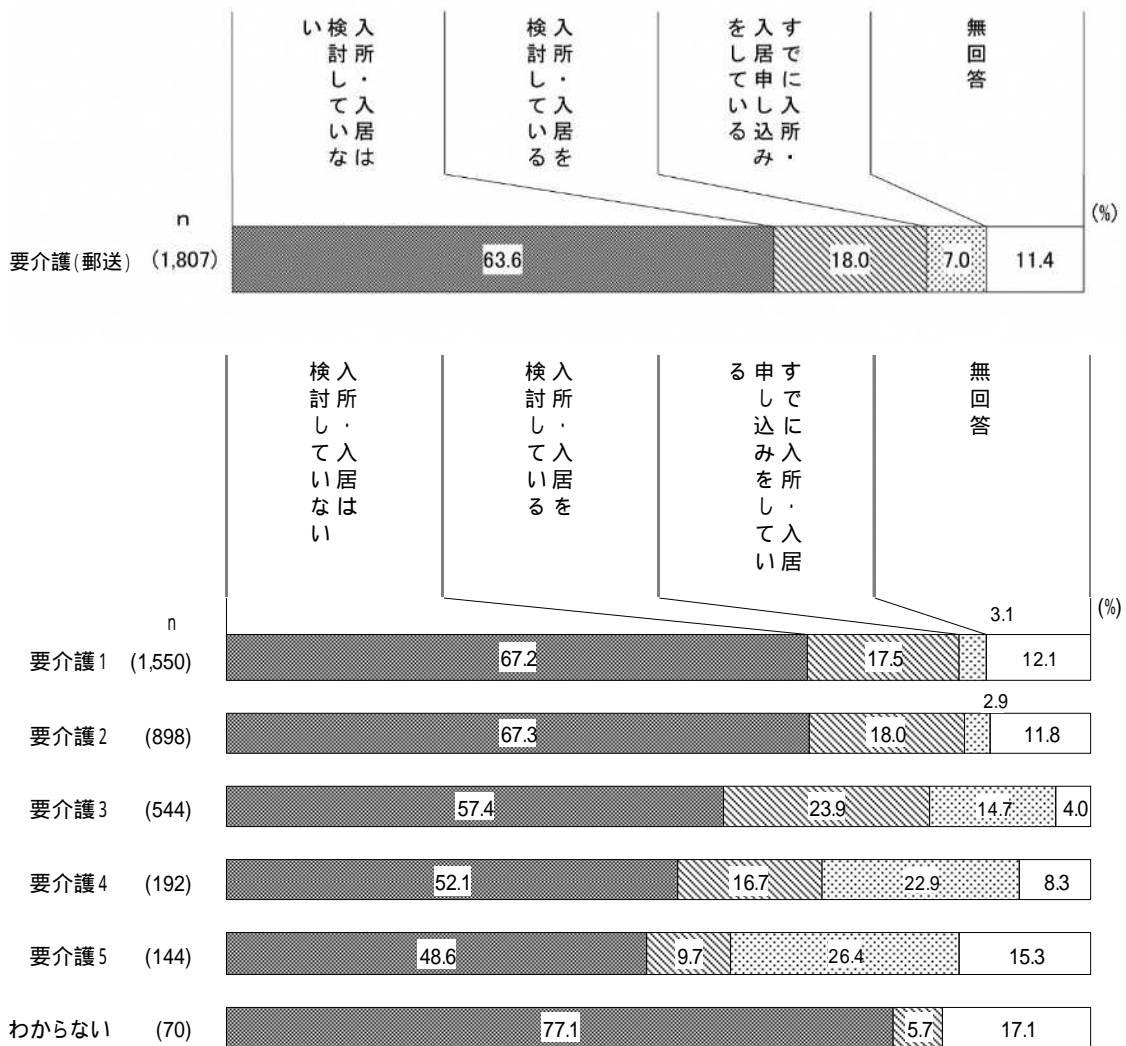 入所・入居は
検討していな
い
入所・入居を
検討している
すでに入所・
入居申し込み
をしている
無回答
n
(%)
要介護(郵送) (1,807) 63.6 18.0 7.0 11.4
入所・入居は
検討していない
入所・入居を
検討している
すでに入所・入居
申し込みをしてい
る
無回答
n
(%)
3.1
要介護1 (1,550) 67.2 17.5 12.1
2.9
要介護2 (898) 67.3 18.0 11.8
要介護3 (544) 57.4 23.9 14.7 4.0
要介護4 (192) 52.1 16.7 22.9 8.3
要介護5 (144) 48.6 9.7 26.4 15.3
わからない (70) 77.1 5.7 17.1